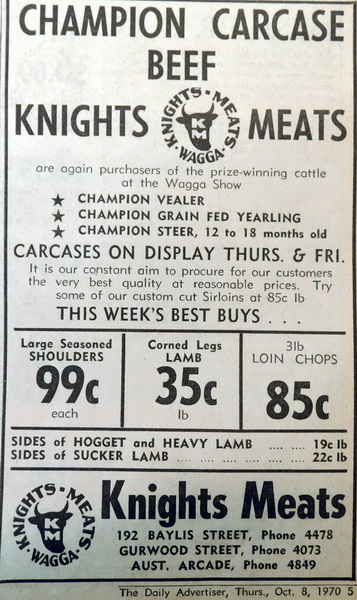 CHAMPION CARCASE
BEEF
KNIGHTS MEATS
KNIGHTS·MEATS·WAGGA·
KM
are again purchasers of the prize-winning cattle
at the Wagga Show
★ CHAMPION VEALER
★ CHAMPION GRAIN FED YEARLING
★ CHAMPION STEER, 12 to 18 months old
CARCASES ON DISPLAY THURS. & FRI.
It is our constant aim to procure for our customers
the very best quality at reasonable prices. Try
some of our custom cut Sirloins at 85c lb
THIS WEEK'S BEST BUYS . . .
Large Seasoned
SHOULDERS
99c
each
Corned Legs
LAMB
35c
lb
3lb
LOIN CHOPS
85c
SIDES of HOGGET and HEAVY LAMB .... .... 19c lb
SIDES of SUCKER LAMB .... .... .... .... .... 22c lb
KNIGHTS·MEATS·WAGGA·
KM
Knights Meats
192 BAYLIS STREET, Phone 4478
GURWOOD STREET, Phone 4073
AUST. ARCADE, Phone 4849
The Daily Advertiser, Thurs., Oct. 8, 1970 5